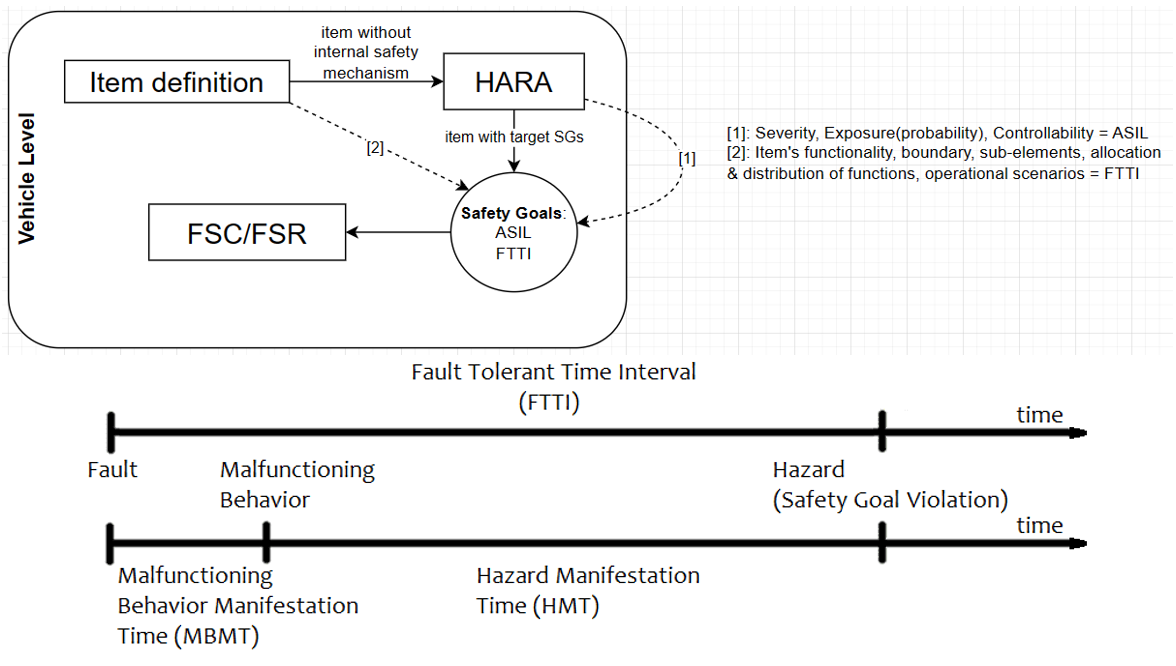 item without
internal safety
mechanism
Item definition
HARA
item with target SGs
[2]
[1]
[1]: Severity, Exposure(probability), Controllability = ASIL
[2]: Item's functionality, boundary, sub-elements, allocation
& distribution of functions, operational scenarios = FTTI
Vehicle Level
Safety Goals:
ASIL
FTTI
FSC/FSR
Fault Tolerant Time Interval
(FTTI)
time
Fault
Malfunctioning
Behavior
Hazard
(Safety Goal Violation)
time
Malfunctioning
Behavior Manifestation
Time (MBMT)
Hazard Manifestation
Time (HMT)